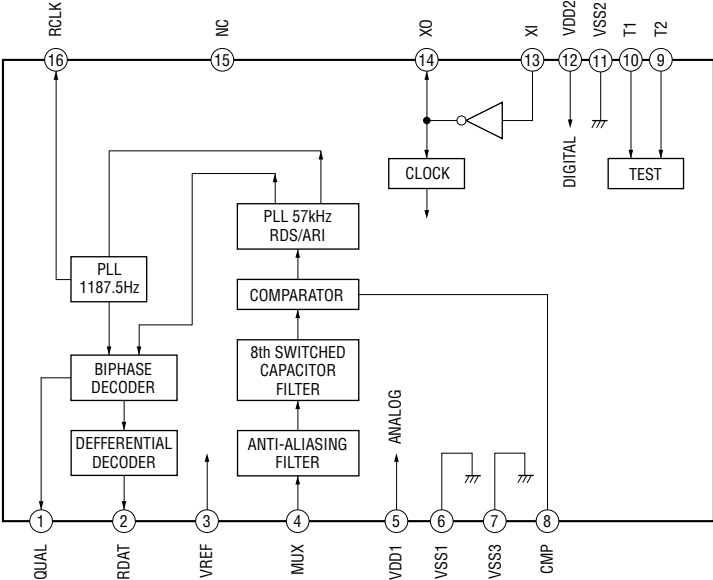 RCLK
NC
XO
XI
VDD2
VSS2
T1
T2
16
15
14
13
12
11
10
9
CLOCK
DIGITAL
TEST
PLL 57kHz
RDS/ARI
PLL
1187.5Hz
COMPARATOR
8th SWITCHED
CAPACITOR
FILTER
BIPHASE
DECODER
ANALOG
DEFFERENTIAL
DECODER
ANTI-ALIASING
FILTER
1
2
3
4
5
6
7
8
QUAL
RDAT
VREF
MUX
VDD1
VSS1
VSS3
CMP